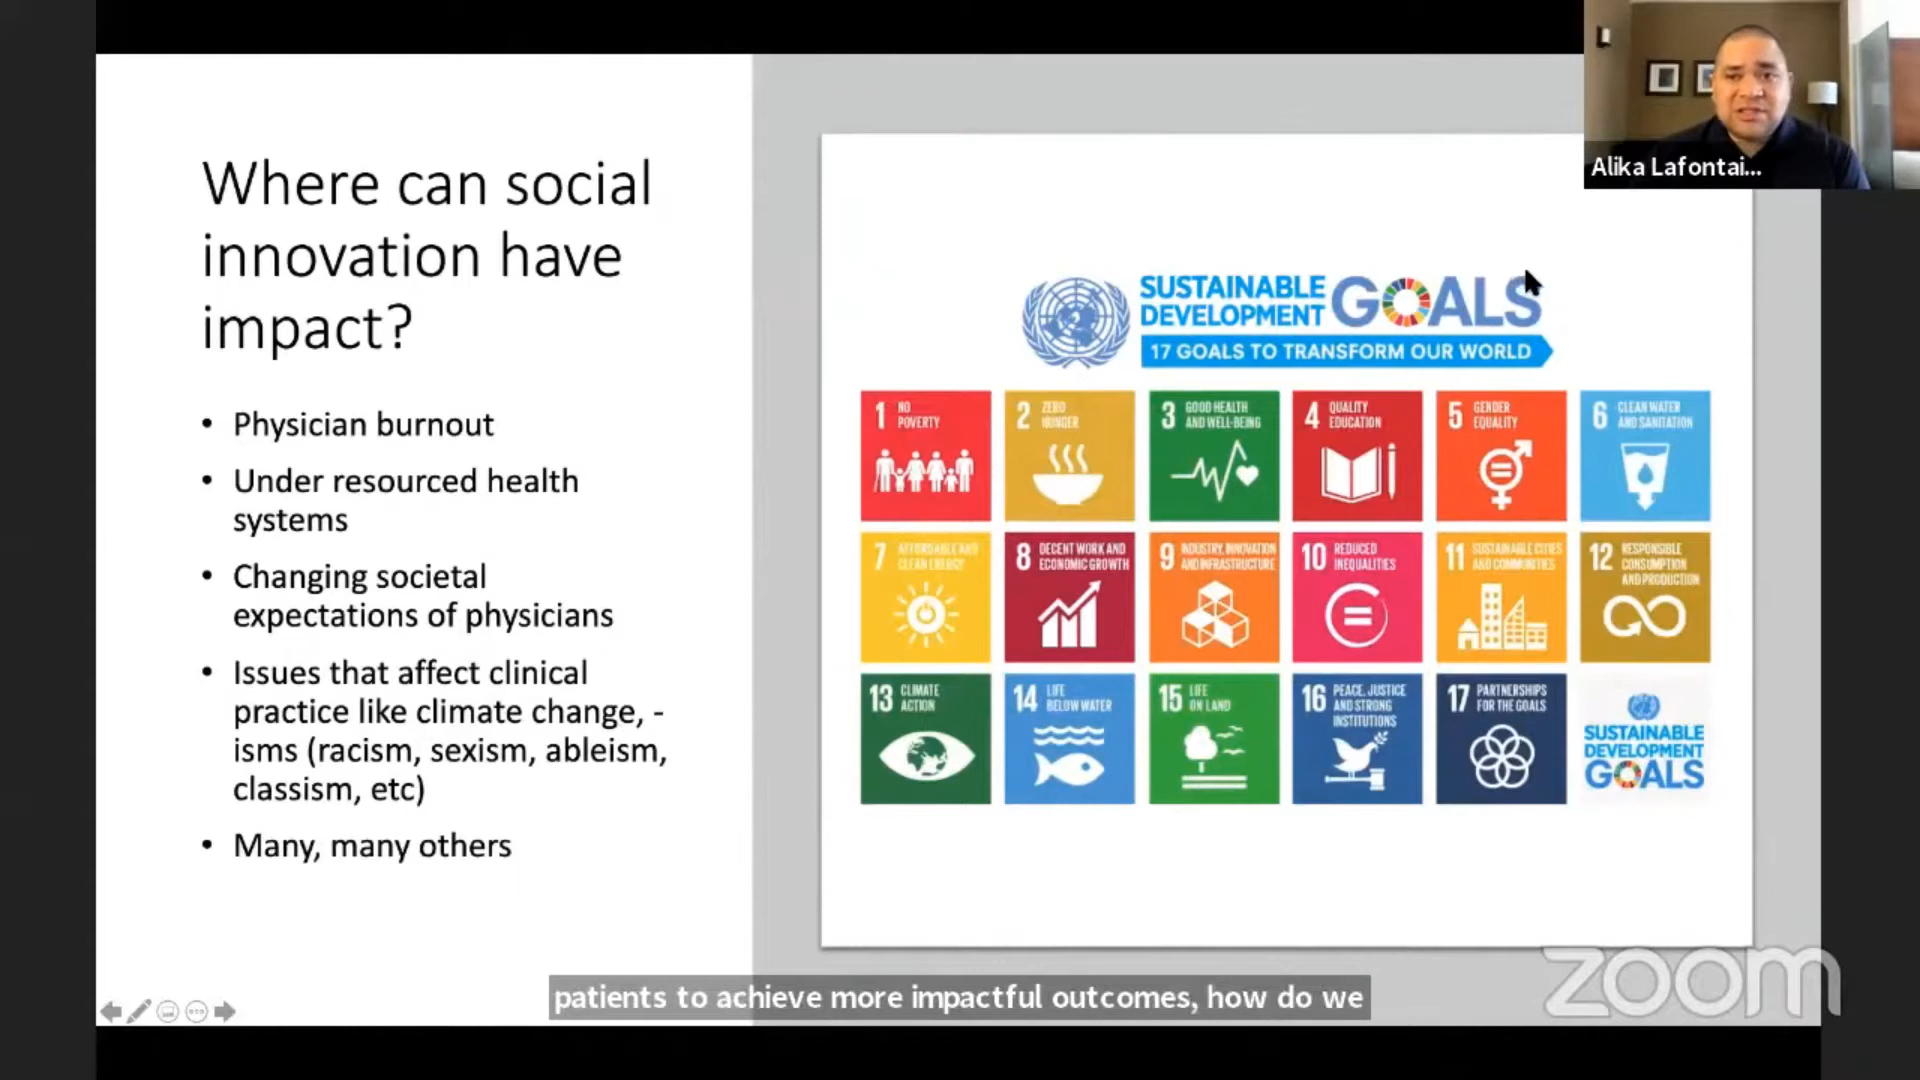 Alika Lafontai...
Where can social
innovation have
impact?
• Physician burnout
• Under resourced health
systems
• Changing societal
expectations of physicians
• Issues that affect clinical
practice like climate change, -
isms (racism, sexism, ableism,
classism, etc)
• Many, many others
SUSTAINABLE
DEVELOPMENT
GOALS
17 GOALS TO TRANSFORM OUR WORLD
1 NO
POVERTY
2 ZERO
HUNGER
3 GOOD HEALTH
AND WELL-BEING
4 QUALITY
EDUCATION
5 GENDER
EQUALITY
6 CLEAN WATER
AND SANITATION
7 AFFORDABLE AND
CLEAN ENERGY
8 DECENT WORK AND
ECONOMIC GROWTH
9 INDUSTRY, INNOVATION
AND INFRASTRUCTURE
10 REDUCED
INEQUALITIES
11 SUSTAINABLE CITIES
AND COMMUNITIES
12 RESPONSIBLE
CONSUMPTION
AND PRODUCTION
13 CLIMATE
ACTION
14 LIFE
BELOW WATER
15 LIFE
ON LAND
16 PEACE, JUSTICE
AND STRONG
INSTITUTIONS
17 PARTNERSHIPS
FOR THE GOALS
SUSTAINABLE
DEVELOPMENT
GOALS
patients to achieve more impactful outcomes, how do we
zoom